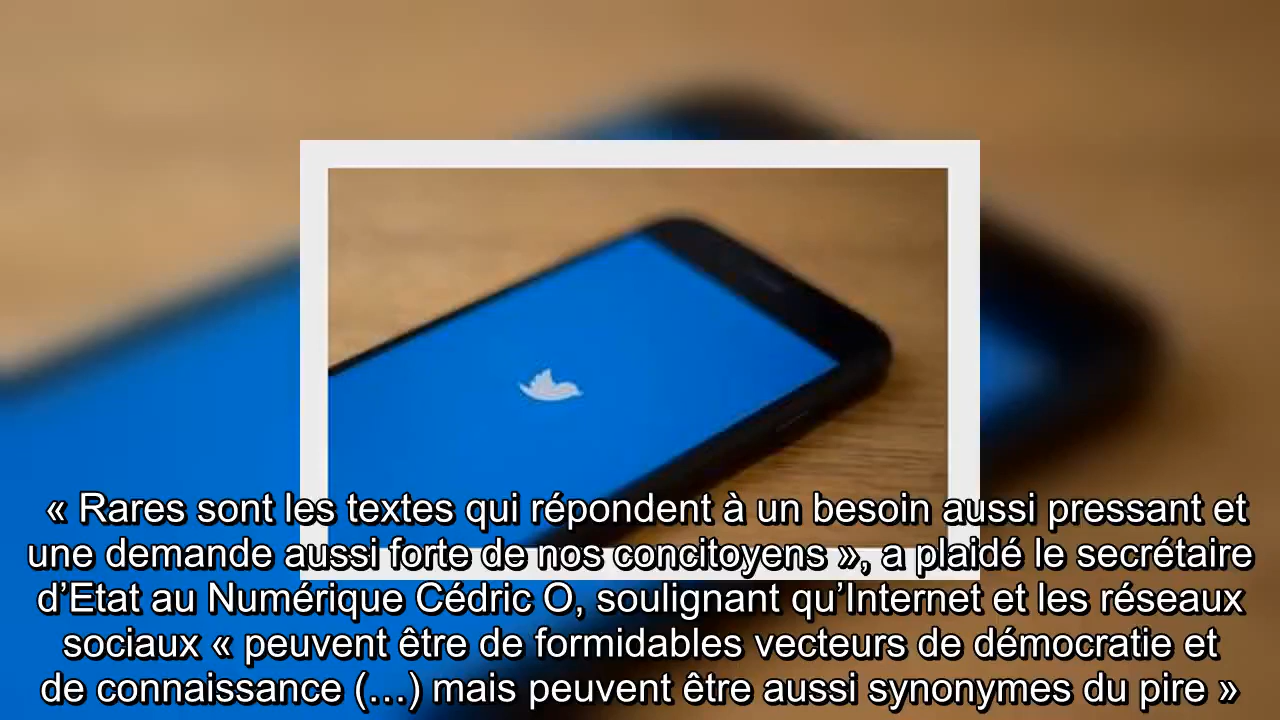 « Rares sont les textes qui répondent à un besoin aussi pressant et
une demande aussi forte de nos concitoyens », a plaidé le secrétaire
d’Etat au Numérique Cédric O, soulignant qu’Internet et les réseaux
sociaux « peuvent être de formidables vecteurs de démocratie et
de connaissance (…) mais peuvent être aussi synonymes du pire »